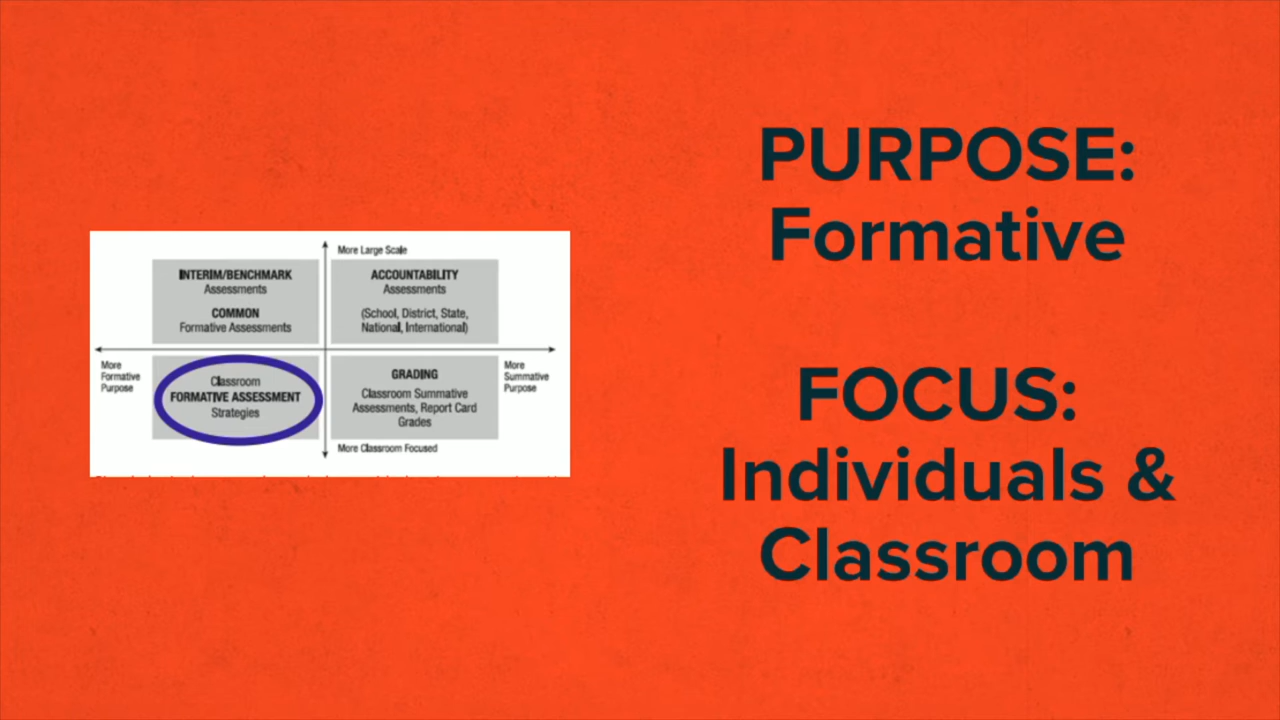 More Large Scale
INTERIM/BENCHMARK
Assessments
COMMON
Formative Assessments
ACCOUNTABILITY
Assessments
(School, District, State,
National, International)
More
Formative
Purpose
More
Summative
Purpose
Classroom
FORMATIVE ASSESSMENT
Strategies
GRADING
Classroom Summative
Assessments, Report Card
Grades
More Classroom Focused
PURPOSE:
Formative
FOCUS:
Individuals &
Classroom